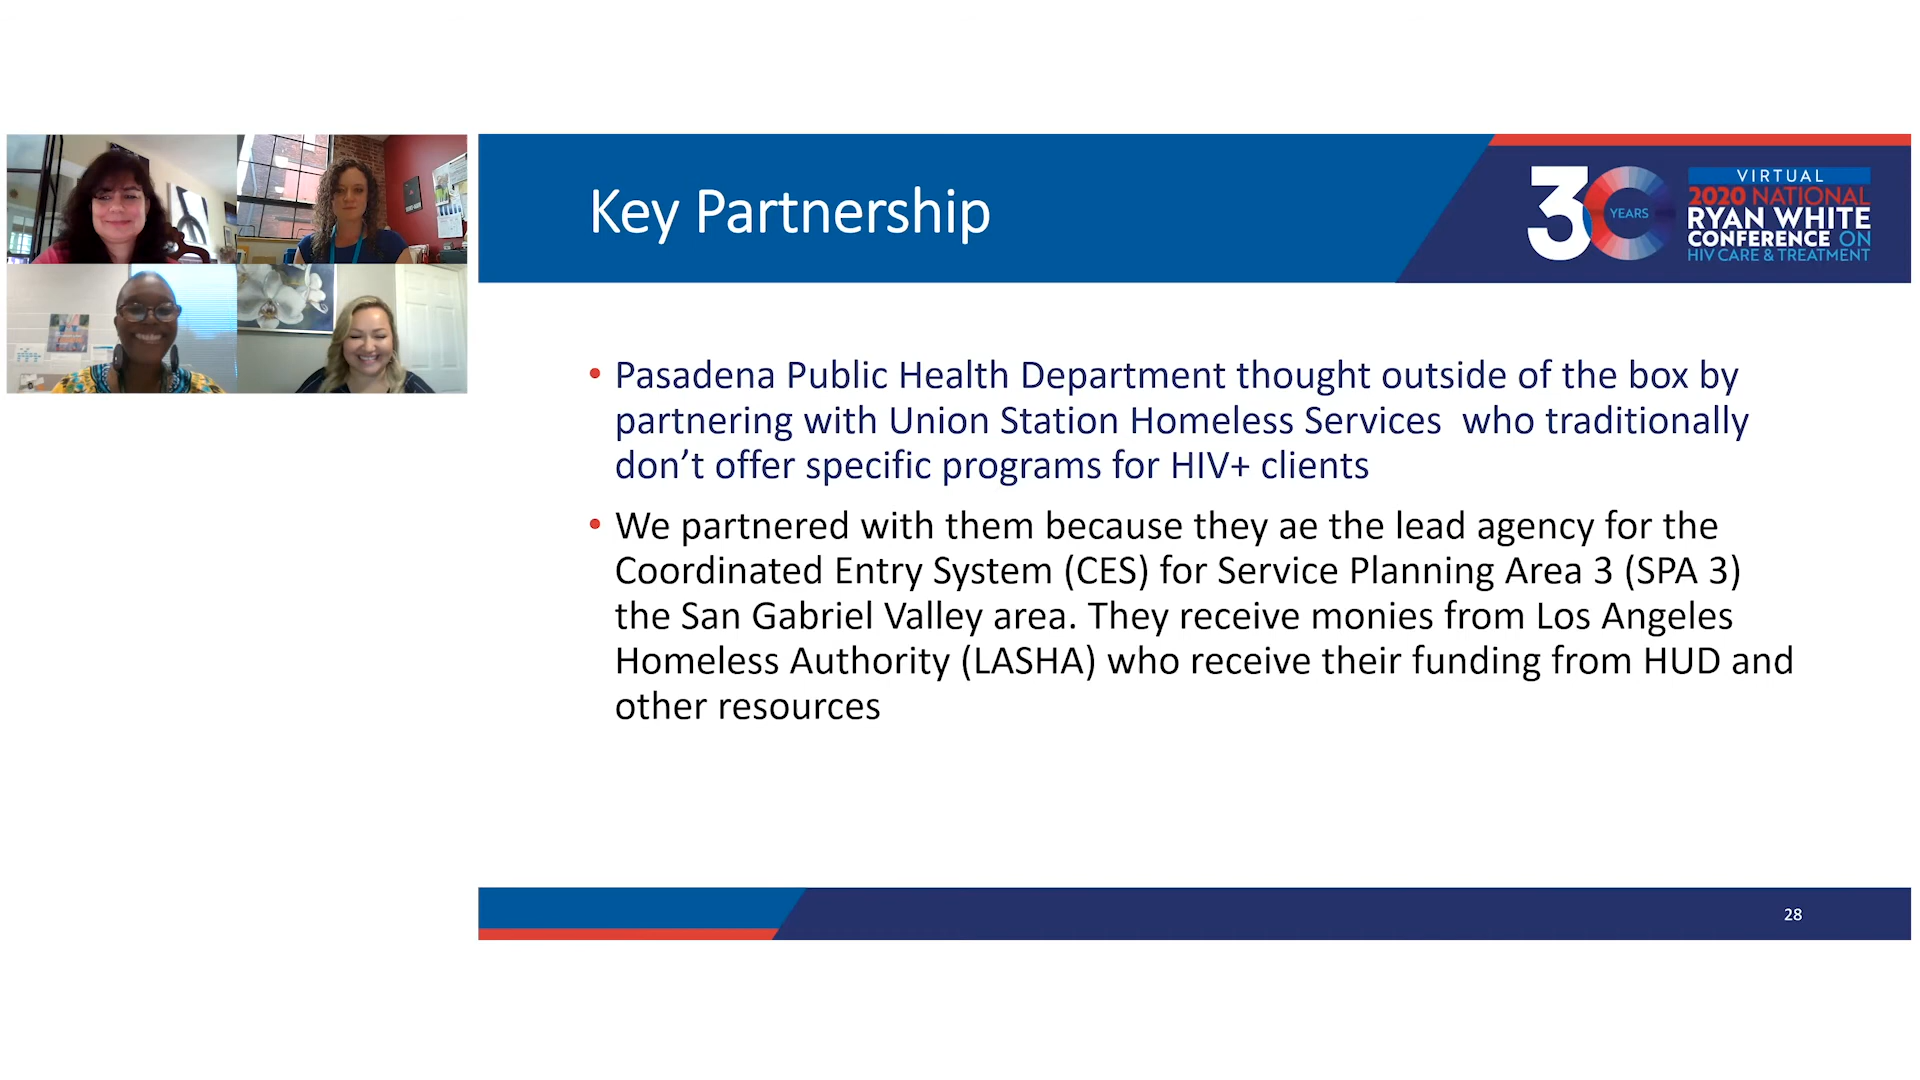 Key Partnership
30
YEARS
VIRTUAL
2020 NATIONAL
RYAN WHITE
CONFERENCE ON
HIV CARE & TREATMENT
• Pasadena Public Health Department thought outside of the box by
partnering with Union Station Homeless Services  who traditionally
don’t offer specific programs for HIV+ clients
• We partnered with them because they ae the lead agency for the
Coordinated Entry System (CES) for Service Planning Area 3 (SPA 3)
the San Gabriel Valley area. They receive monies from Los Angeles
Homeless Authority (LASHA) who receive their funding from HUD and
other resources
28